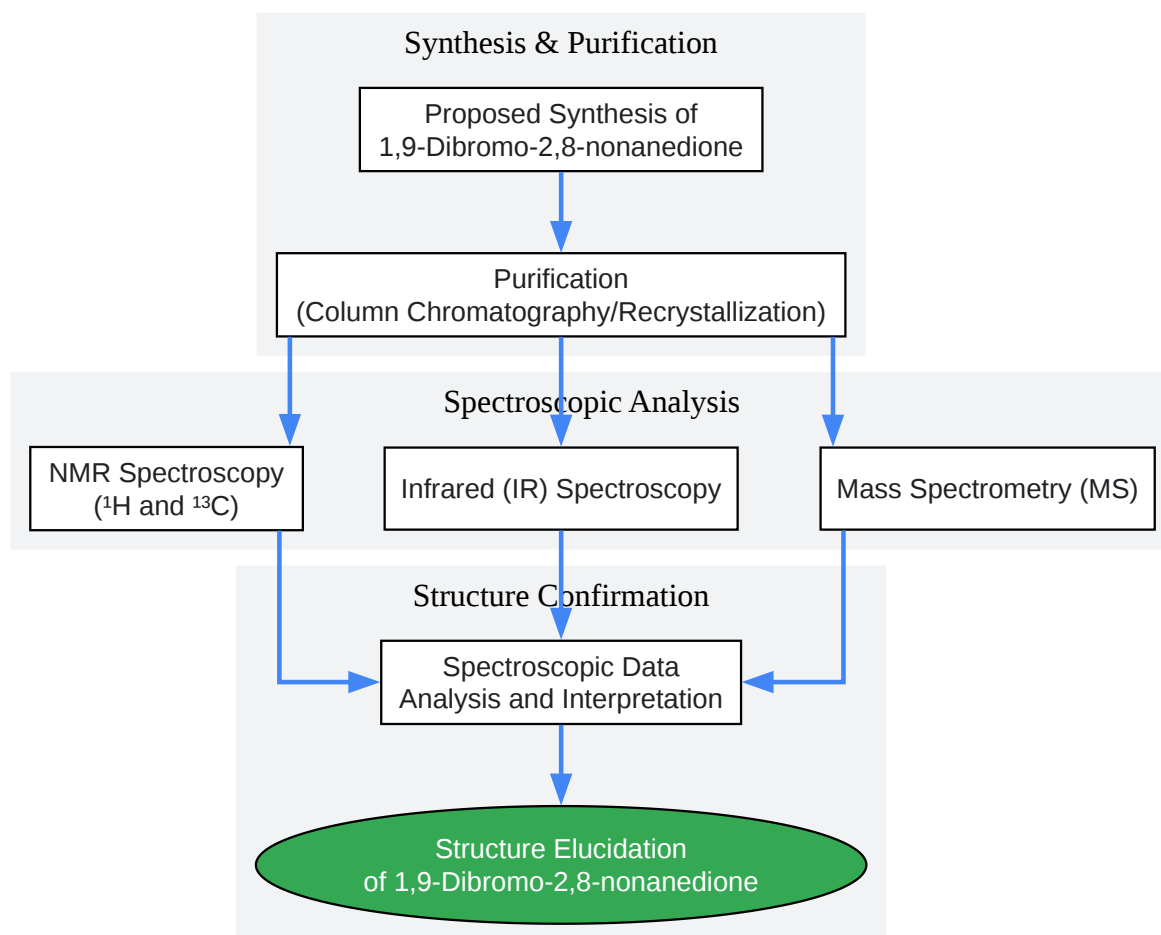 Synthesis & Purification
Proposed Synthesis of
1,9-Dibromo-2,8-nonanedione
Purification
(Column Chromatography/Recrystallization)
Spectroscopic Analysis
NMR Spectroscopy
(¹H and ¹³C)
Infrared (IR) Spectroscopy
Mass Spectrometry (MS)
Structure Confirmation
Spectroscopic Data
Analysis and Interpretation
Structure Elucidation
of 1,9-Dibromo-2,8-nonanedione